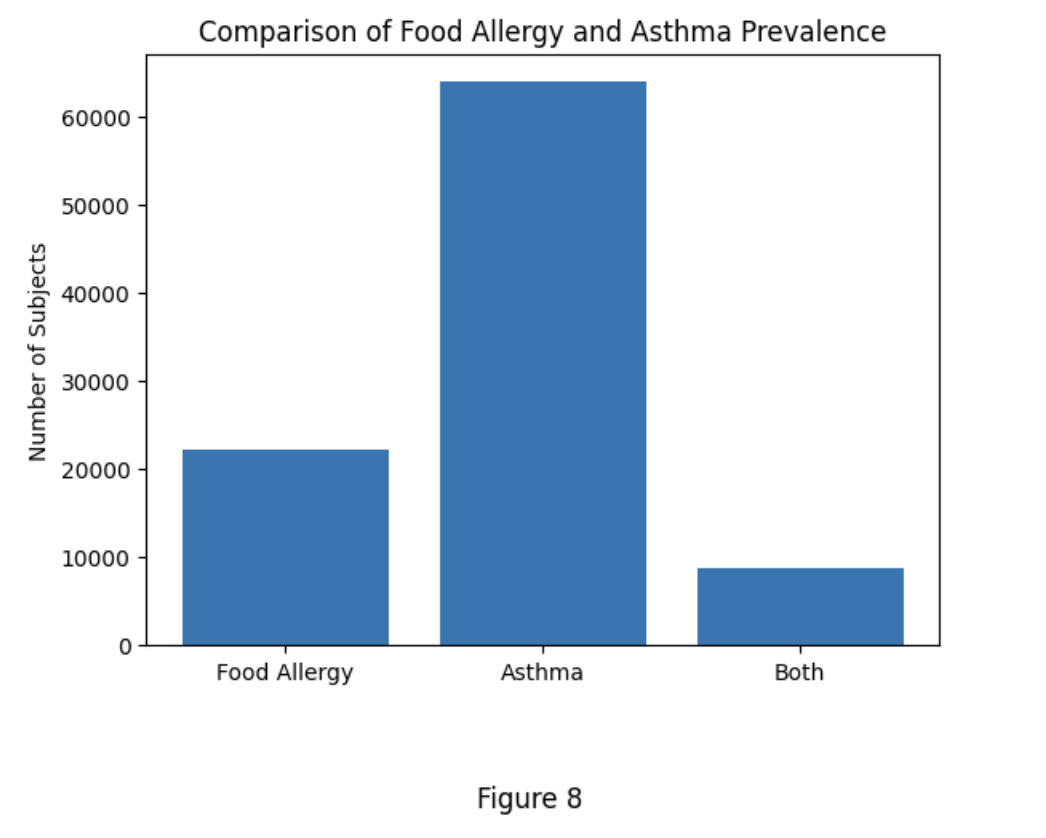 Comparison of Food Allergy and Asthma Prevalence
Number of Subjects
60000
50000
40000
30000
20000
10000
0
Food Allergy
Asthma
Both
Figure 8